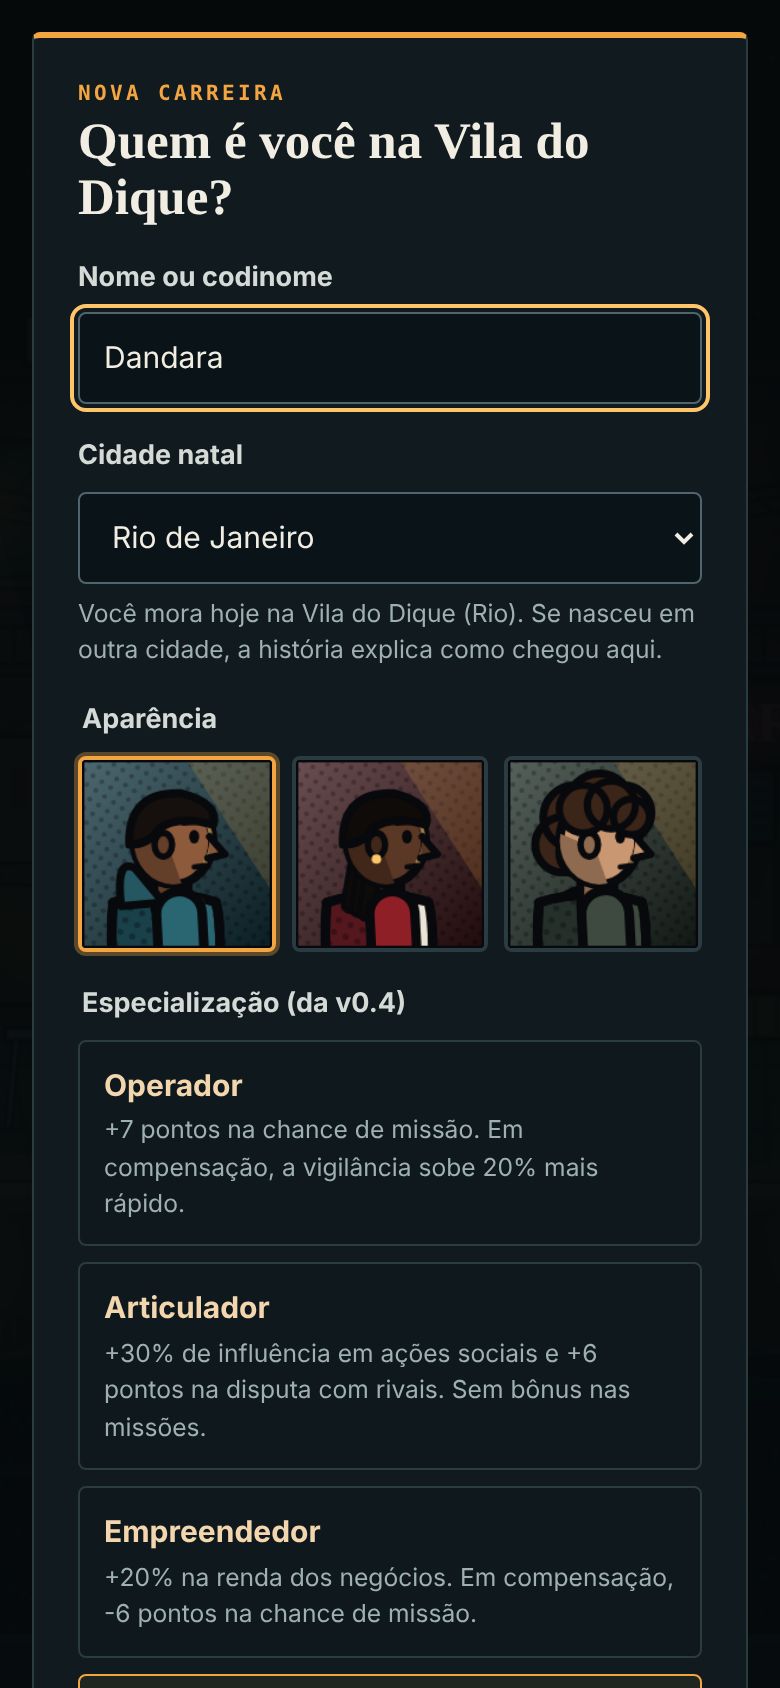 NOVA CARREIRA
Quem é você na Vila do
Dique?
Nome ou codinome
Dandara
Cidade natal
Rio de Janeiro
Você mora hoje na Vila do Dique (Rio). Se nasceu em
outra cidade, a história explica como chegou aqui.
Aparência
Especialização (da v0.4)
Operador
+7 pontos na chance de missão. Em
compensação, a vigilância sobe 20% mais
rápido.
Articulador
+30% de influência em ações sociais e +6
pontos na disputa com rivais. Sem bônus nas
missões.
Empreendedor
+20% na renda dos negócios. Em compensação,
-6 pontos na chance de missão.